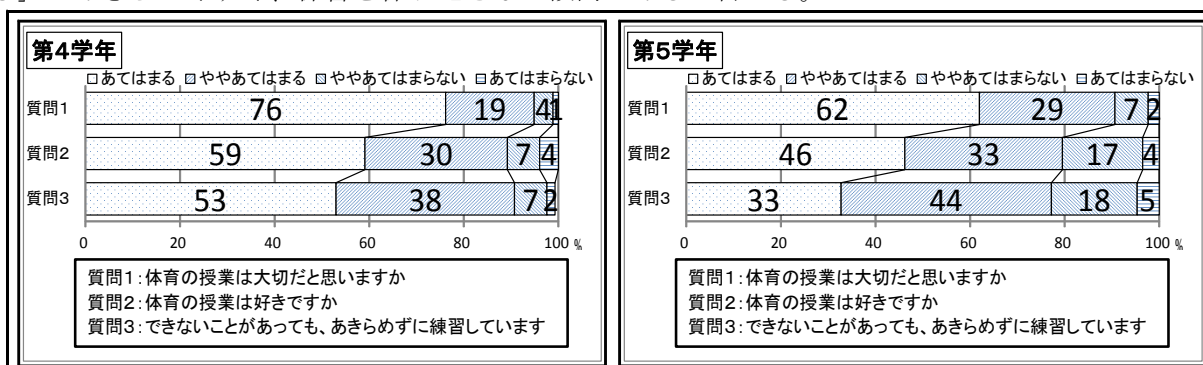 第4学年
□あてはまる ▨ややあてはまる ▧ややあてはまらない ▤あてはまらない
質問1 76 19 4 1
質問2 59 30 7 4
質問3 53 38 7 2
0 20 40 60 80 100 %
質問1:体育の授業は大切だと思いますか
質問2:体育の授業は好きですか
質問3:できないことがあっても、あきらめずに練習しています
第5学年
□あてはまる ▨ややあてはまる ▧ややあてはまらない ▤あてはまらない
質問1 62 29 7 2
質問2 46 33 17 4
質問3 33 44 18 5
0 20 40 60 80 100 %
質問1:体育の授業は大切だと思いますか
質問2:体育の授業は好きですか
質問3:できないことがあっても、あきらめずに練習しています